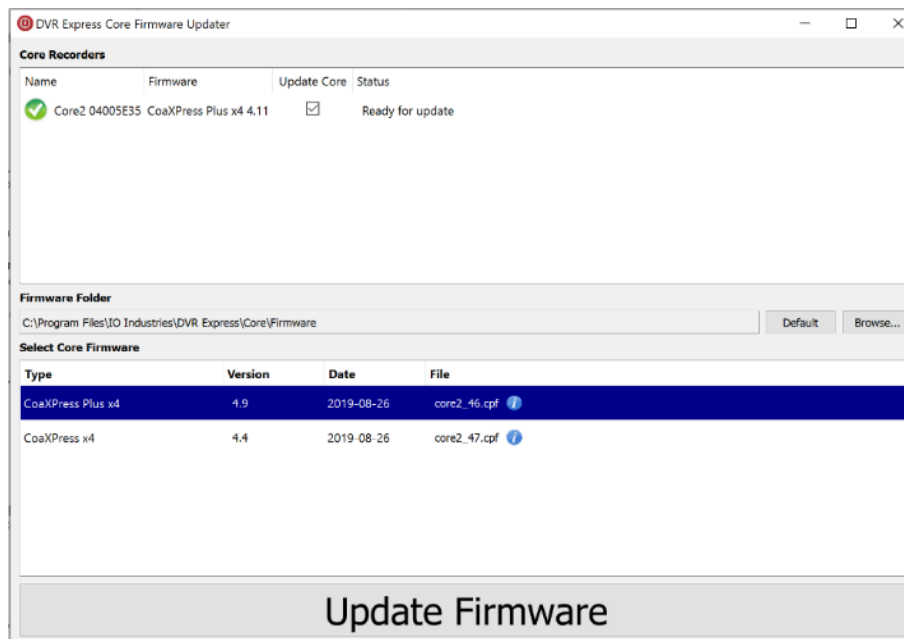 DVR Express Core Firmware Updater
Core Recorders
Name Firmware Update Core Status
Core2 04005E35 CoaXPress Plus x4 4.11 Ready for update
Firmware Folder
C:\Program Files\IO Industries\DVR Express\Core\Firmware Default Browse...
Select Core Firmware
Type Version Date File
CoaXPress Plus x4 4.9 2019-08-26 core2_46.cpf
CoaXPress x4 4.4 2019-08-26 core2_47.cpf
Update Firmware